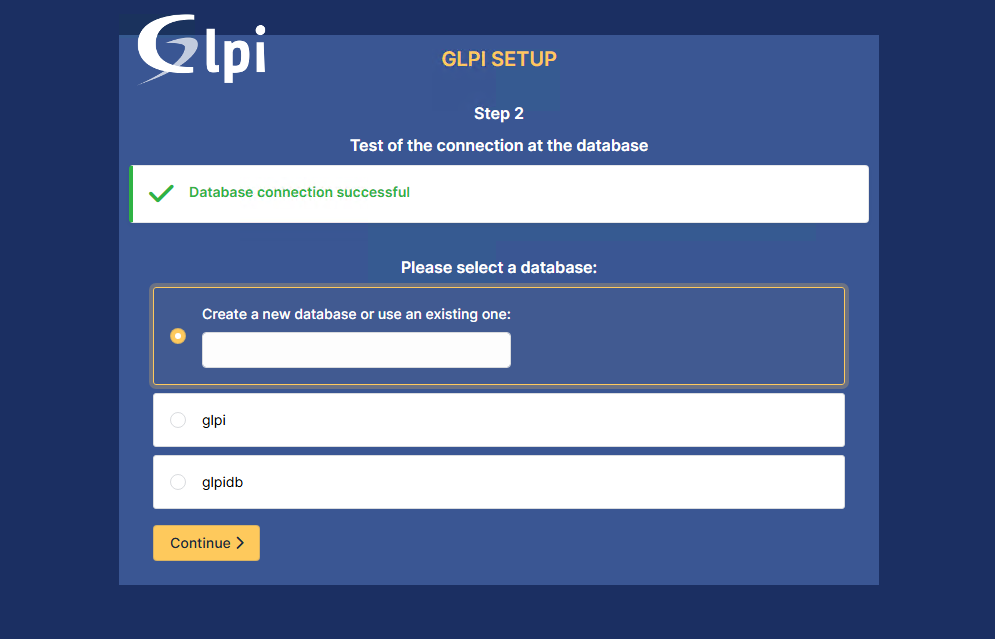 Glpi
GLPI SETUP
Step 2
Test of the connection at the database
Database connection successful
Please select a database:
Create a new database or use an existing one:
glpi
glpidb
Continue